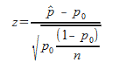 z = p̂ − p₀ / √(p₀ (1 − p₀) / n)